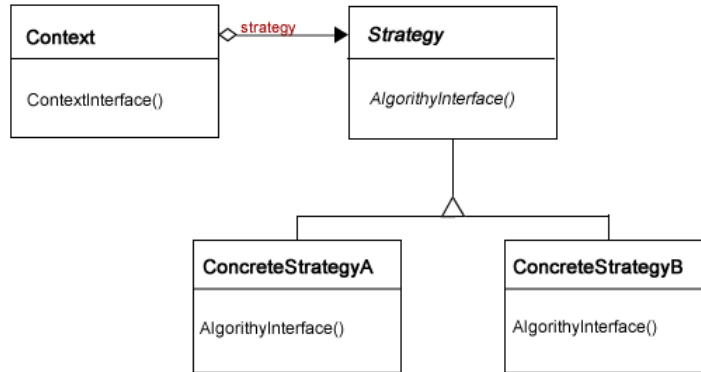 Context
strategy
Strategy
ContextInterface()
AlgorithyInterface()
ConcreteStrategyA
ConcreteStrategyB
AlgorithyInterface()
AlgorithyInterface()